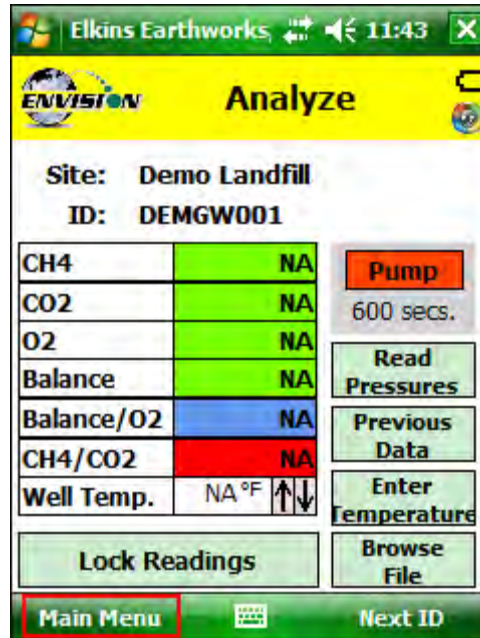 Elkins Earthworks, 11:43
ENVISION Analyze
Site: Demo Landfill
ID: DEMGW001
CH4 NA
CO2 NA
O2 NA
Balance NA
Balance/O2 NA
CH4/CO2 NA
Well Temp. NA °F
Pump
600 secs.
Read
Pressures
Previous
Data
Enter
Temperature
Browse
File
Lock Readings
Main Menu Next ID